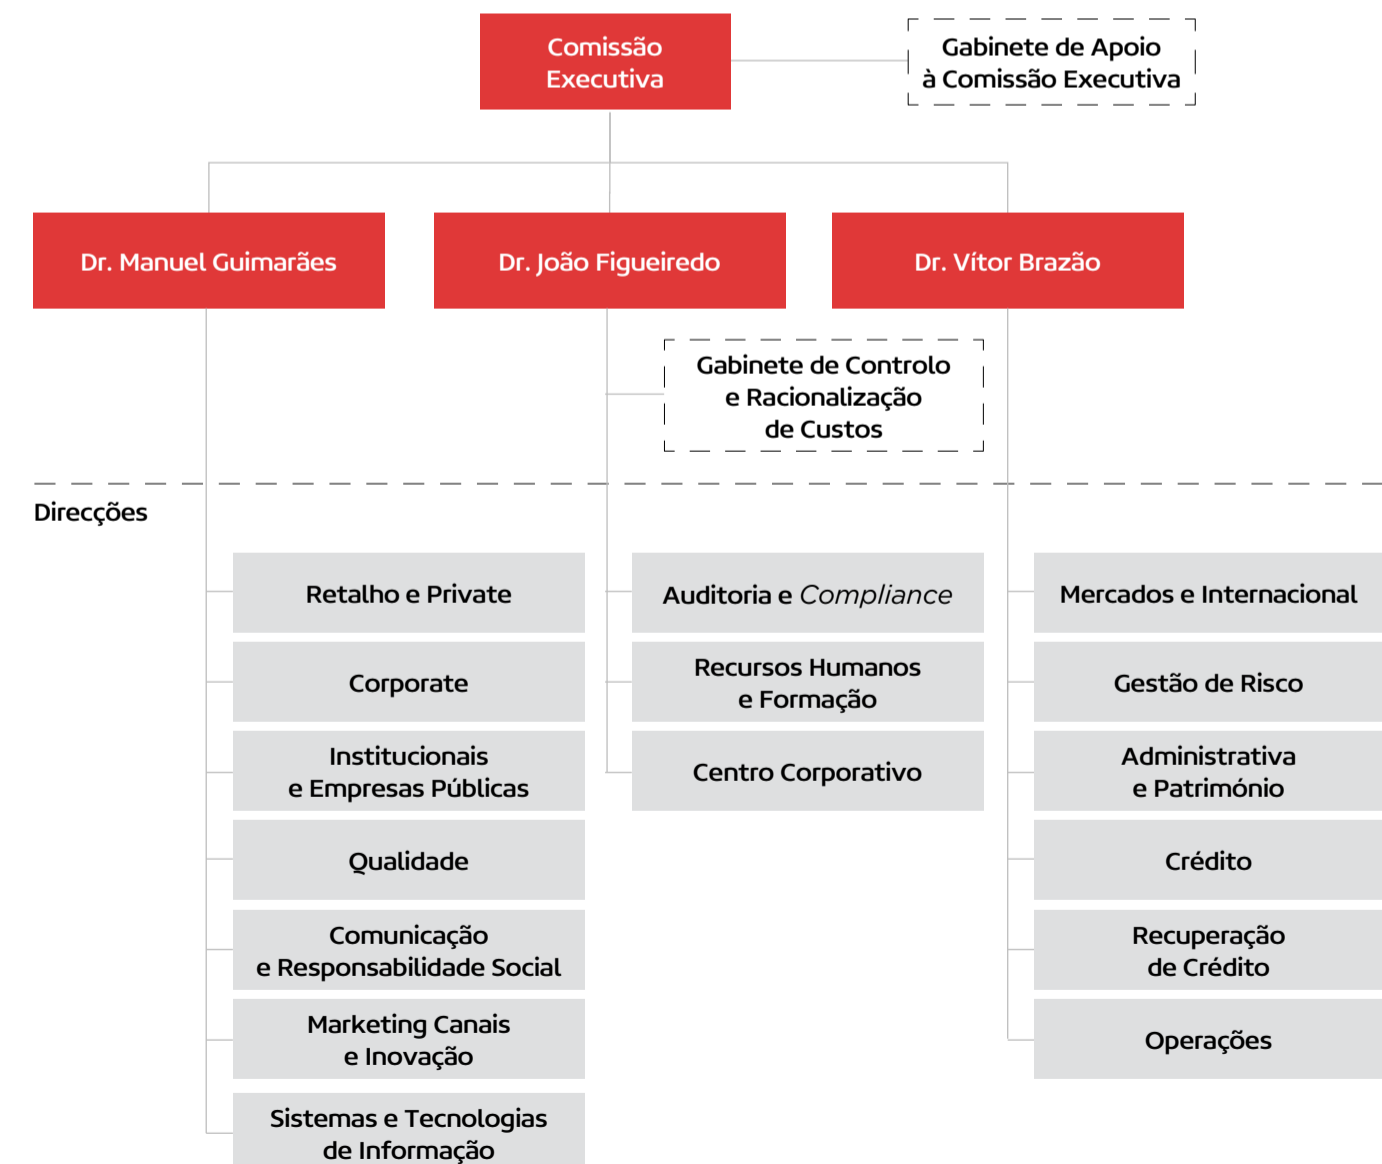 Comissão
Executiva
Gabinete de Apoio
à Comissão Executiva
Dr. Manuel Guimarães
Dr. João Figueiredo
Dr. Vítor Brazão
Gabinete de Controlo
e Racionalização
de Custos
Direcções
Retalho e Private
Corporate
Institucionais
e Empresas Públicas
Qualidade
Comunicação
e Responsabilidade Social
Marketing Canais
e Inovação
Sistemas e Tecnologias
de Informação
Auditoria e Compliance
Recursos Humanos
e Formação
Centro Corporativo
Mercados e Internacional
Gestão de Risco
Administrativa
e Património
Crédito
Recuperação
de Crédito
Operações